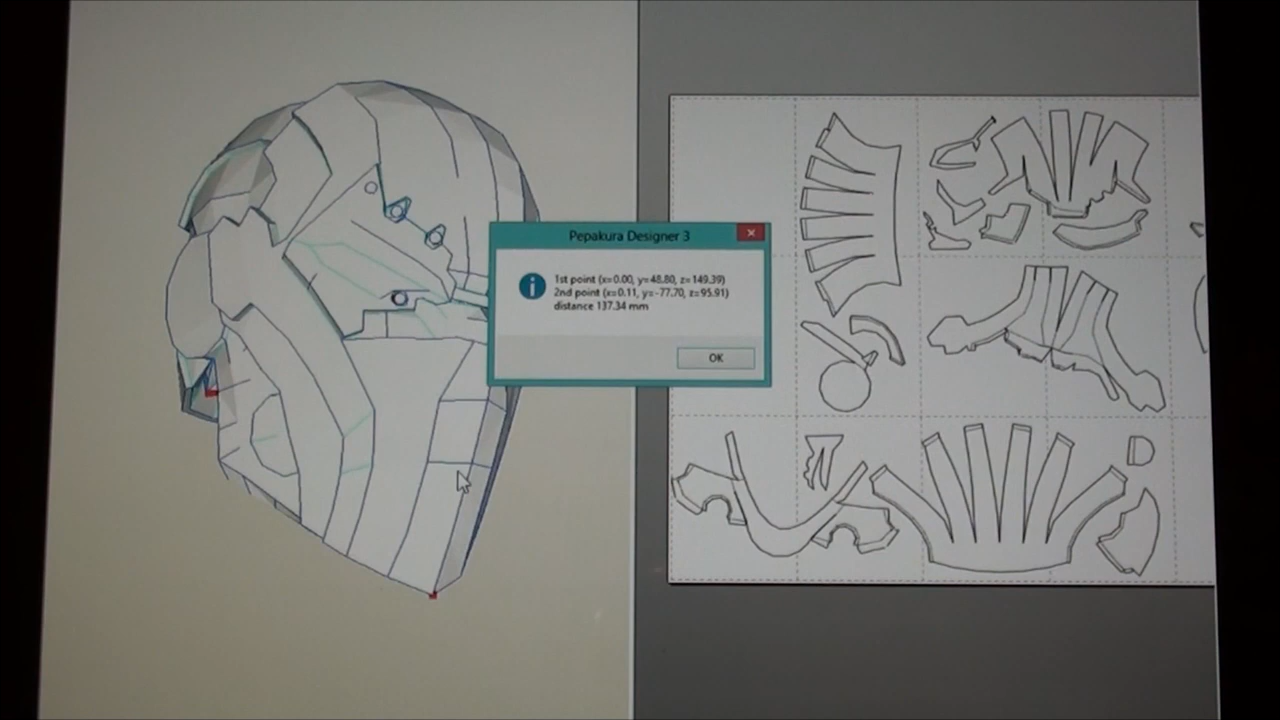 Pepakura Designer 3
1st point (x=0.00, y=48.80, z=149.39)
2nd point (x=0.11, y=-77.70, z=95.91)
distance 137.34 mm
OK